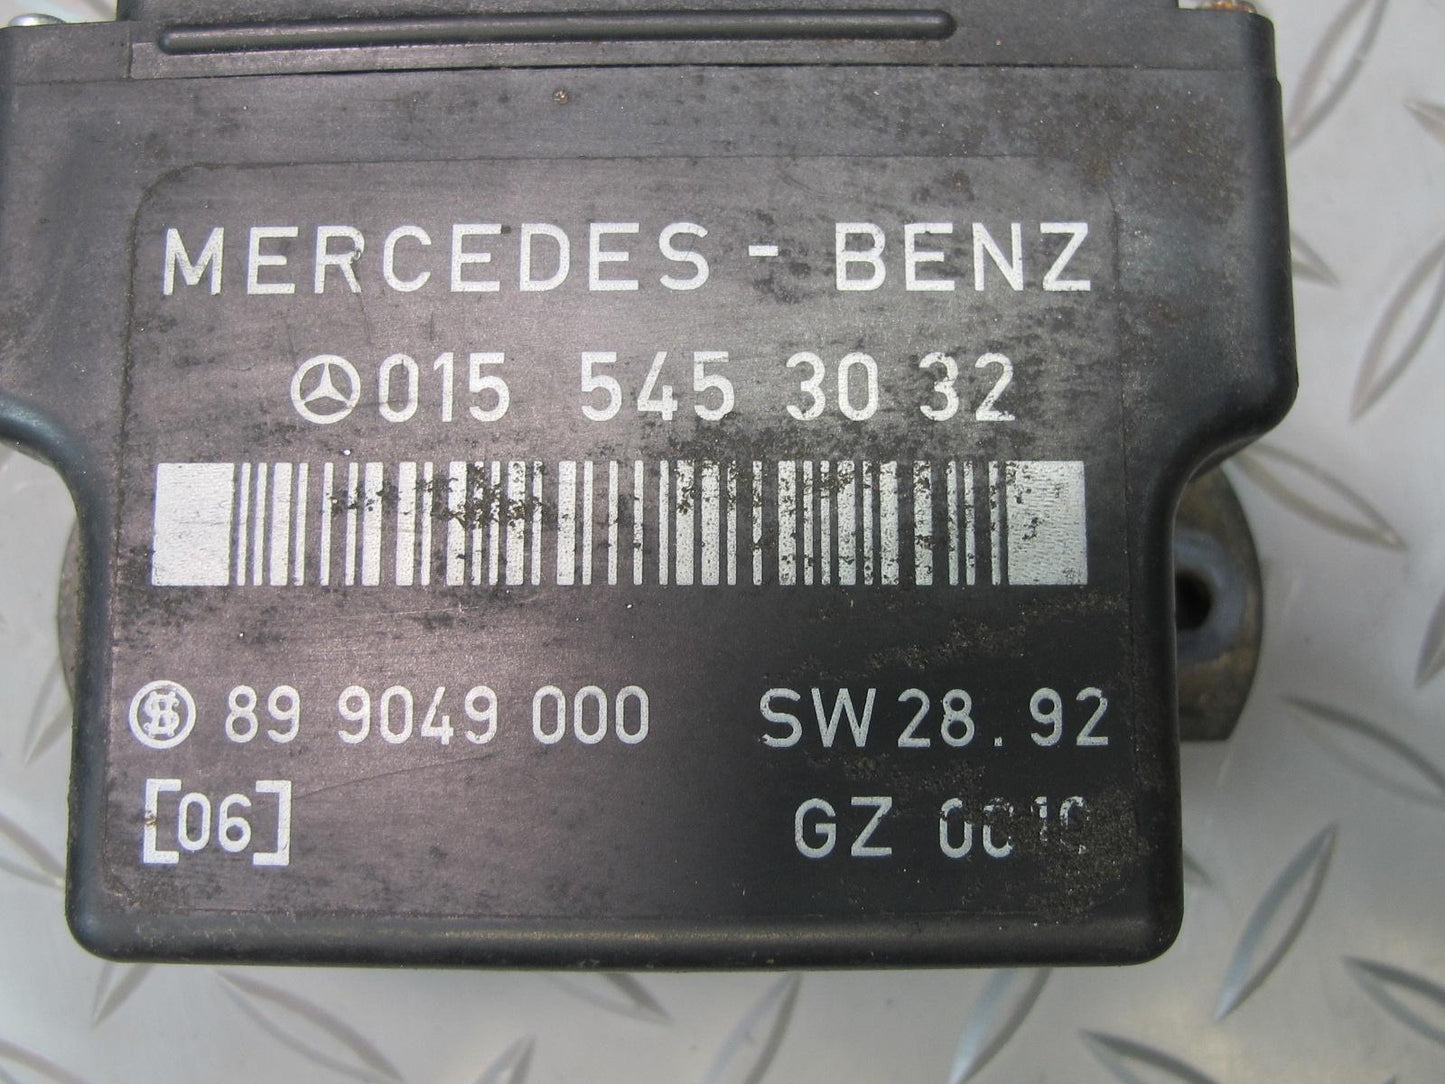 MERCEDES - BENZ
015 545 30 32
89 9049 000 SW 28.92
[06] GZ